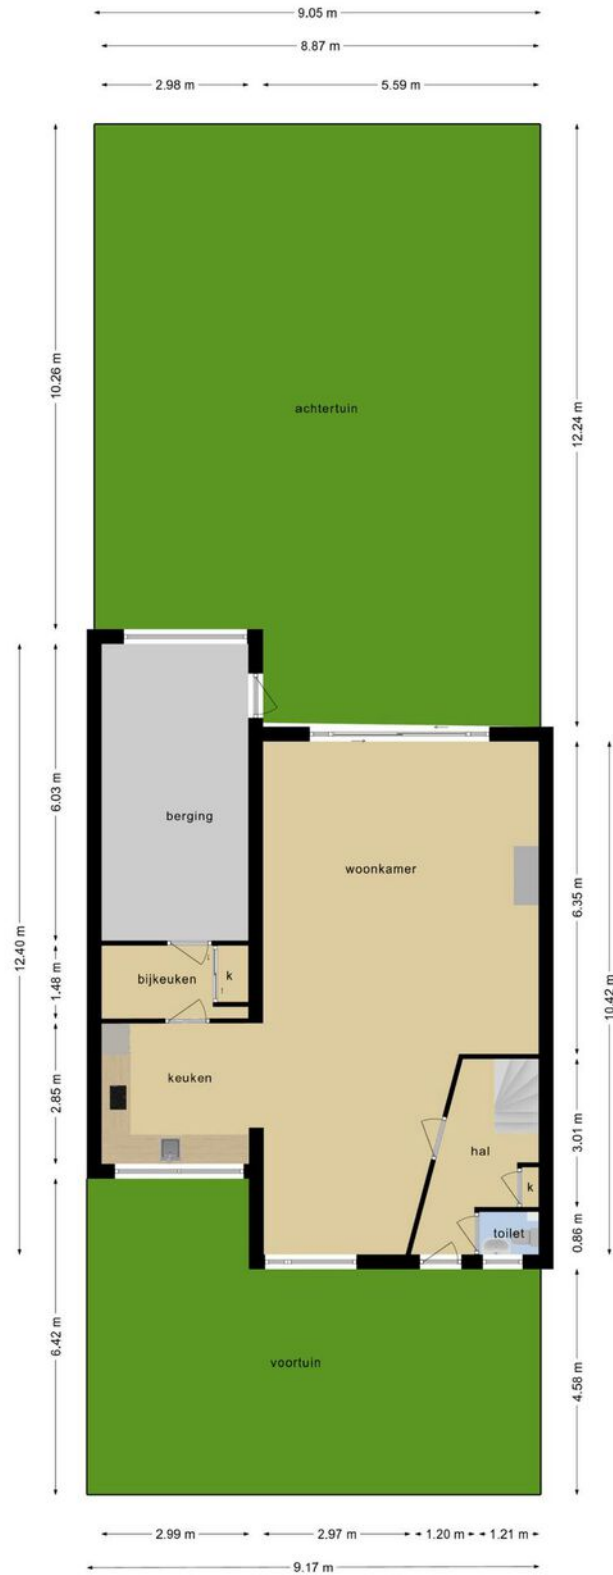 9.05 m
8.87 m
2.98 m 5.59 m
10.26 m
12.24 m
achtertuin
6.03 m
berging
woonkamer
6.35 m
12.40 m
10.42 m
1.48 m
bijkeuken
k
2.85 m
keuken
3.01 m
hal
k
0.86 m
toilet
6.42 m
voortuin
4.58 m
2.99 m 2.97 m 1.20 m 1.21 m
9.17 m